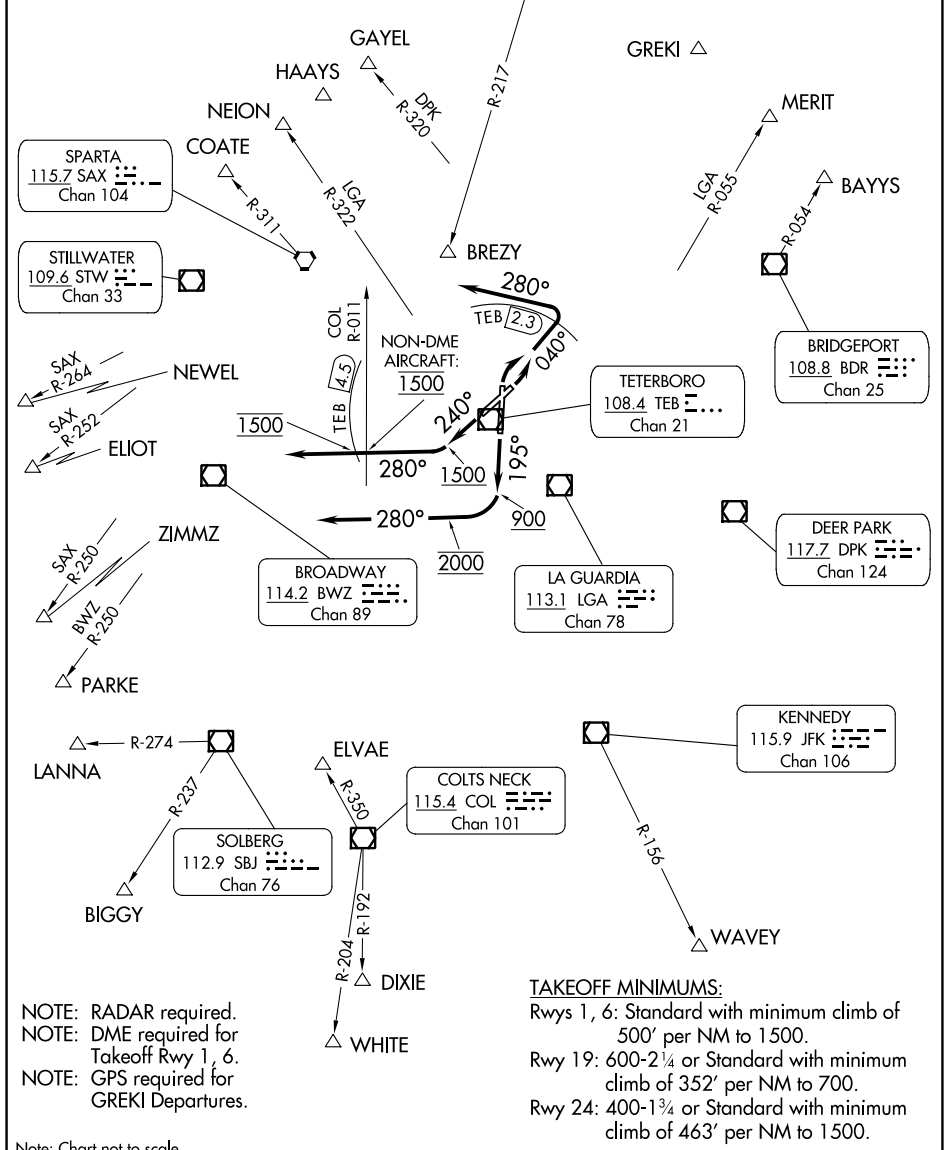 GAYEL
GREKI
HAAYS
DPK
R-320
R-217
NEION
MERIT
COATE
SPARTA
115.7 SAX
Chan 104
R-311
LGA
R-322
LGA
R-055
BAYYS
R-054
STILLWATER
109.6 STW
Chan 33
BREZY
280°
TEB 2.3
040°
COL
R-011
NON-DME
AIRCRAFT:
1500
TEB 4.5
BRIDGEPORT
108.8 BDR
Chan 25
SAX
R-264
NEWEL
TETERBORO
108.4 TEB
Chan 21
SAX
R-252
ELIOT
1500
240°
280°
1500
195°
280°
900
2000
ZIMMZ
SAX
R-250
BWZ
R-250
PARKE
BROADWAY
114.2 BWZ
Chan 89
LA GUARDIA
113.1 LGA
Chan 78
DEER PARK
117.7 DPK
Chan 124
LANNA
R-274
R-237
ELVAE
R-350
COLTS NECK
115.4 COL
Chan 101
KENNEDY
115.9 JFK
Chan 106
SOLBERG
112.9 SBJ
Chan 76
R-156
BIGGY
R-192
R-204
WAVEY
DIXIE
WHITE
NOTE: RADAR required.
NOTE: DME required for
Takeoff Rwy 1, 6.
NOTE: GPS required for
GREKI Departures.
TAKEOFF MINIMUMS:
Rwys 1, 6: Standard with minimum climb of
500' per NM to 1500.
Rwy 19: 600-2¼ or Standard with minimum
climb of 352' per NM to 700.
Rwy 24: 400-1¾ or Standard with minimum
climb of 463' per NM to 1500.
Note: Chart not to scale